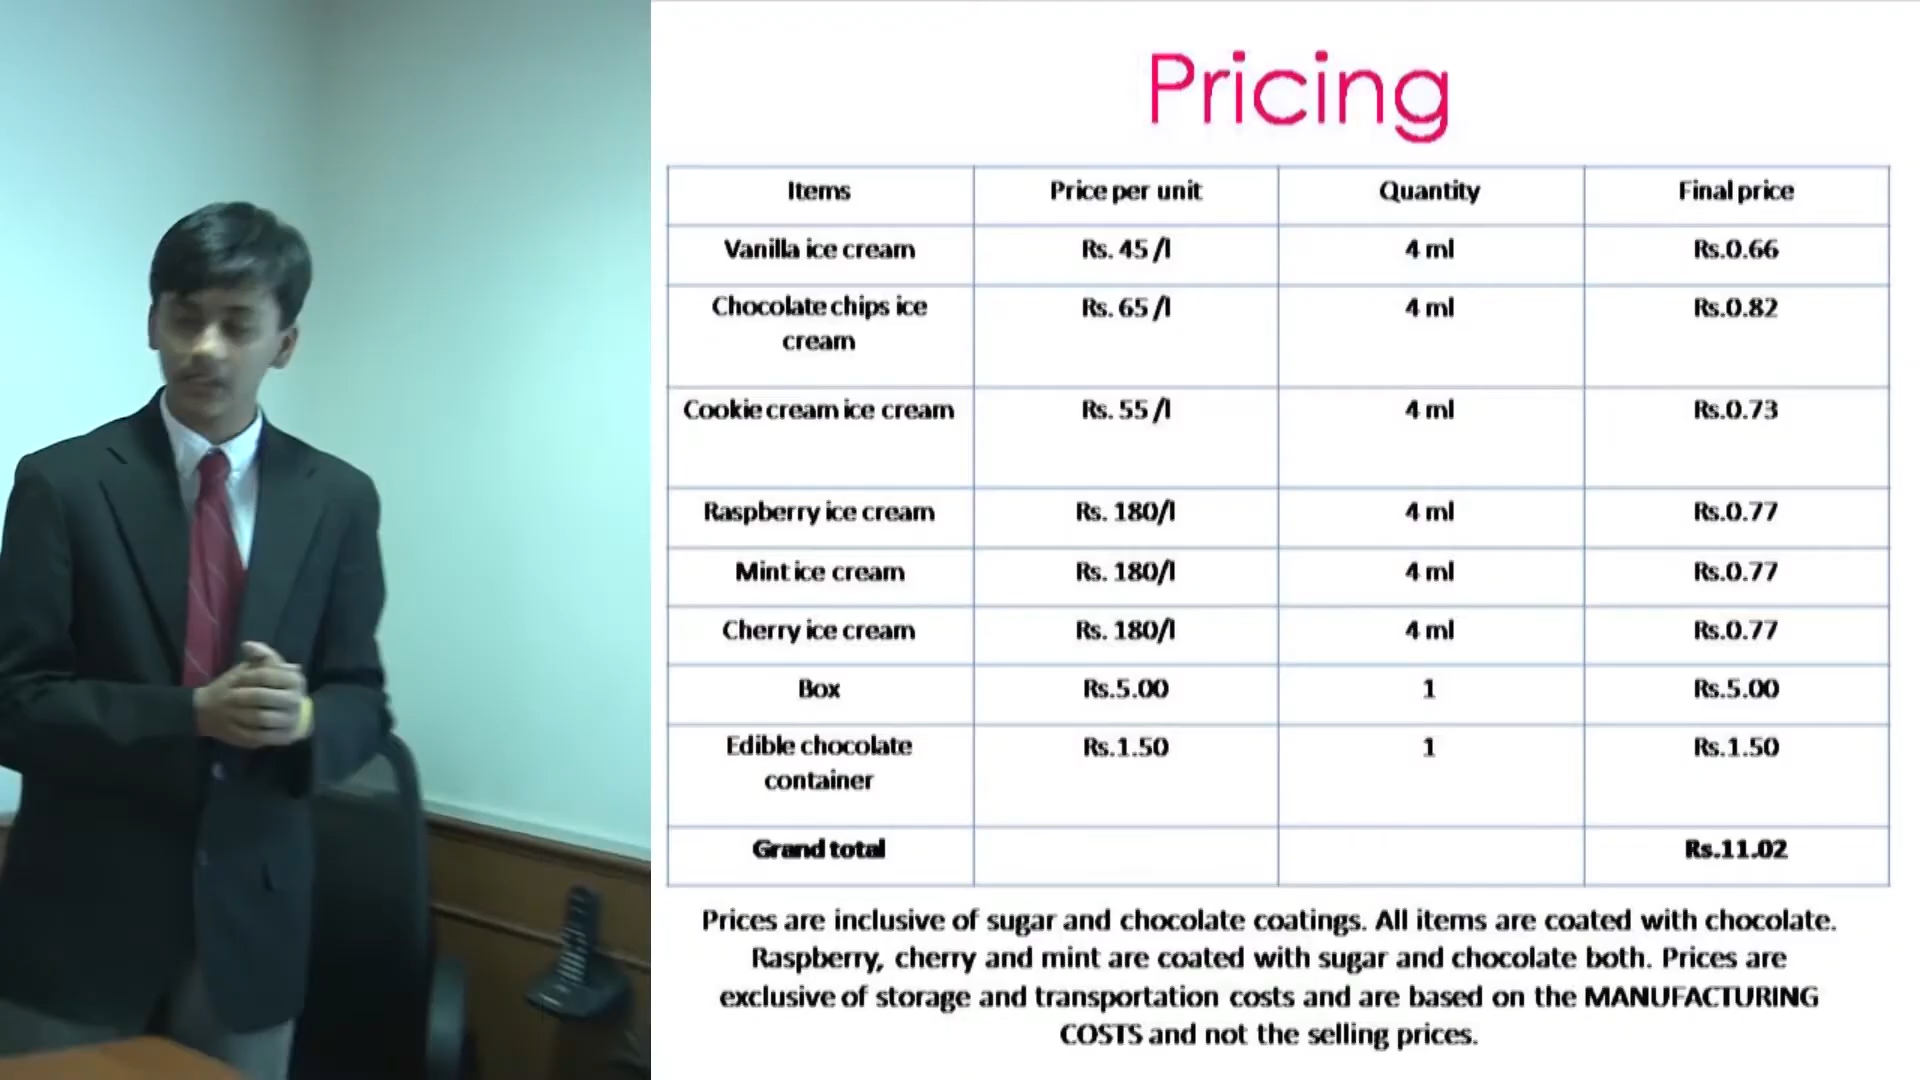 Pricing
Items Price per unit Quantity Final price
Vanilla ice cream Rs. 45 /l 4 ml Rs.0.66
Chocolate chips ice Rs. 65 /l 4 ml Rs.0.82
cream
Cookie cream ice cream Rs. 55 /l 4 ml Rs.0.73
Raspberry ice cream Rs. 180/l 4 ml Rs.0.77
Mint ice cream Rs. 180/l 4 ml Rs.0.77
Cherry ice cream Rs. 180/l 4 ml Rs.0.77
Box Rs.5.00 1 Rs.5.00
Edible chocolate Rs.1.50 1 Rs.1.50
container
Grand total Rs.11.02
Prices are inclusive of sugar and chocolate coatings. All items are coated with chocolate.
Raspberry, cherry and mint are coated with sugar and chocolate both. Prices are
exclusive of storage and transportation costs and are based on the MANUFACTURING
COSTS and not the selling prices.